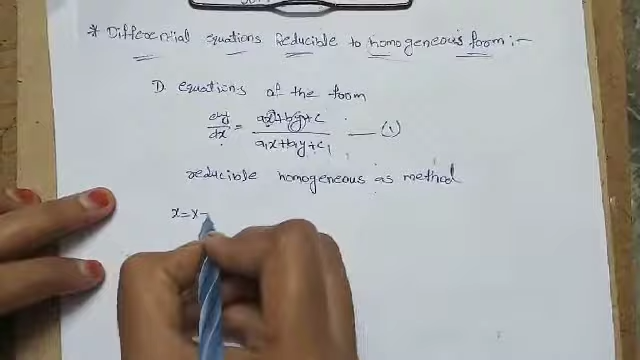 * Differential equations Reducible to homogeneous form :-
D. equations of the form
dy/dx = ax+by+c / a₁x+b₁y+c₁ — (1)
reducible homogeneous as method
x=x-